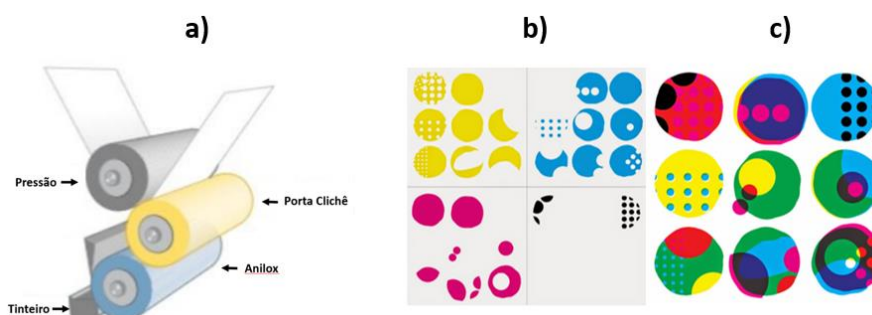 a)
b)
c)
Pressão
Porta Clichê
Anilox
Tinteiro